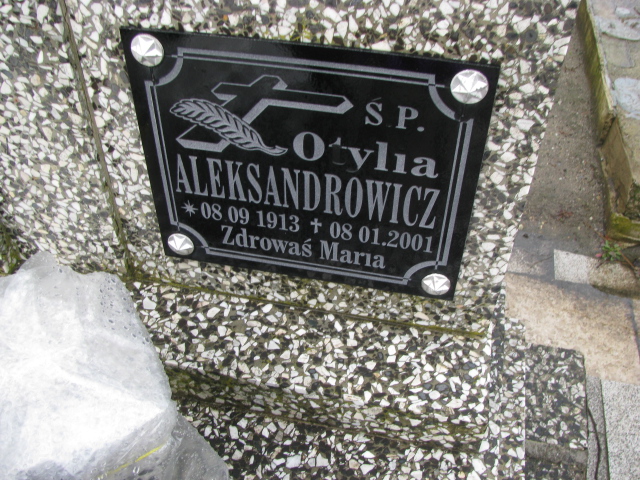 Ś.P.
Otylia
ALEKSANDROWICZ
* 08 09 1913 ✝ 08.01.2001
Zdrowaś Maria